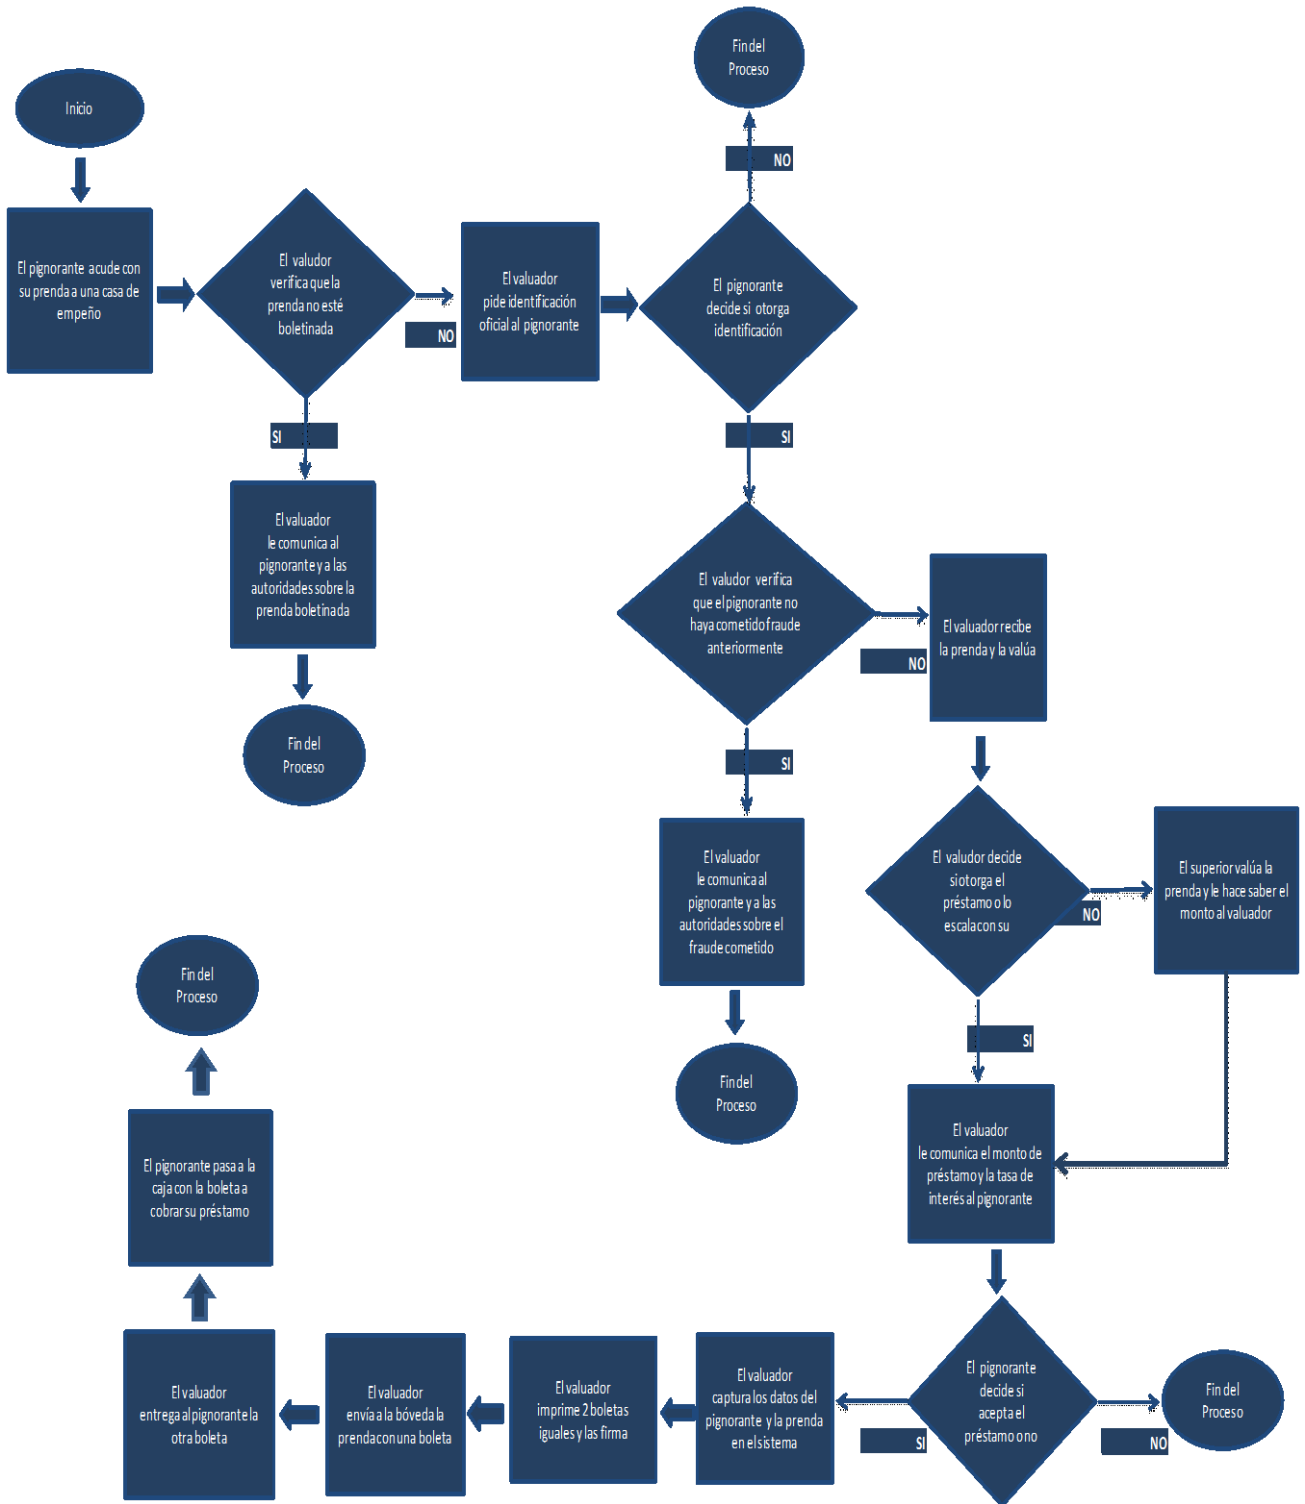 Inicio
El pignorante acude con
su prenda a una casa de
empeño
El valudor
verifica que la
prenda no esté
boletinada
NO
SI
El valuador
le comunica al
pignorante y a las
autoridades sobre la
prenda boletinada
Fin del
Proceso
El valuador
pide identificación
oficial al pignorante
El pignorante
decide si otorga
identificación
NO
Fin del
Proceso
SI
El valudor verifica
que el pignorante no
haya cometido fraude
anteriormente
NO
SI
El valuador
le comunica al
pignorante y a las
autoridades sobre el
fraude cometido
Fin del
Proceso
El valuador recibe
la prenda y la valúa
El valudor decide
si otorga el
préstamo o lo
escala con su
NO
El superior valúa la
prenda y le hace saber el
monto al valuador
SI
El valuador
le comunica el monto de
préstamo y la tasa de
interés al pignorante
El pignorante
decide si
acepta el
préstamo o no
NO
Fin del
Proceso
SI
El valuador
captura los datos del
pignorante y la prenda
en el sistema
El valuador
imprime 2 boletas
iguales y las firma
El valuador
envía a la bóveda la
prenda con una boleta
El valuador
entrega al pignorante la
otra boleta
El pignorante pasa a la
caja con la boleta a
cobrar su préstamo
Fin del
Proceso